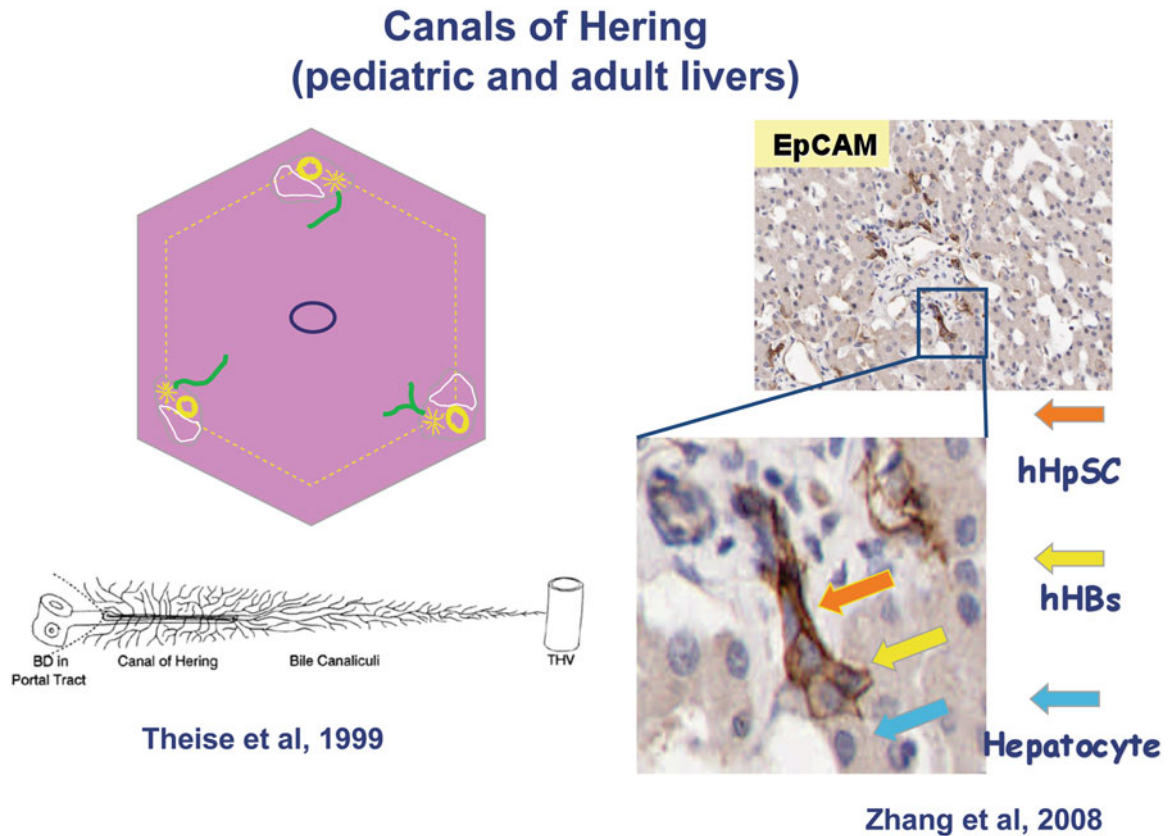 Canals of Hering
(pediatric and adult livers)
EpCAM
hHpSC
hHBs
Hepatocyte
BD in
Portal Tract
Canal of Hering
Bile Canaliculi
THV
Theise et al, 1999
Zhang et al, 2008